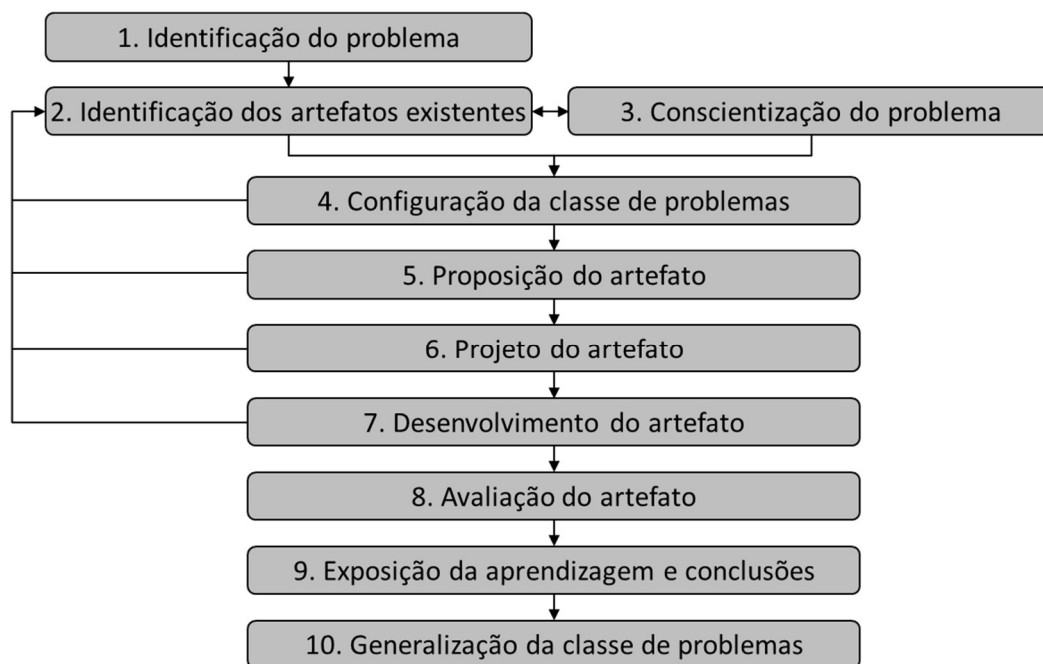 1. Identificação do problema
2. Identificação dos artefatos existentes
3. Conscientização do problema
4. Configuração da classe de problemas
5. Proposição do artefato
6. Projeto do artefato
7. Desenvolvimento do artefato
8. Avaliação do artefato
9. Exposição da aprendizagem e conclusões
10. Generalização da classe de problemas